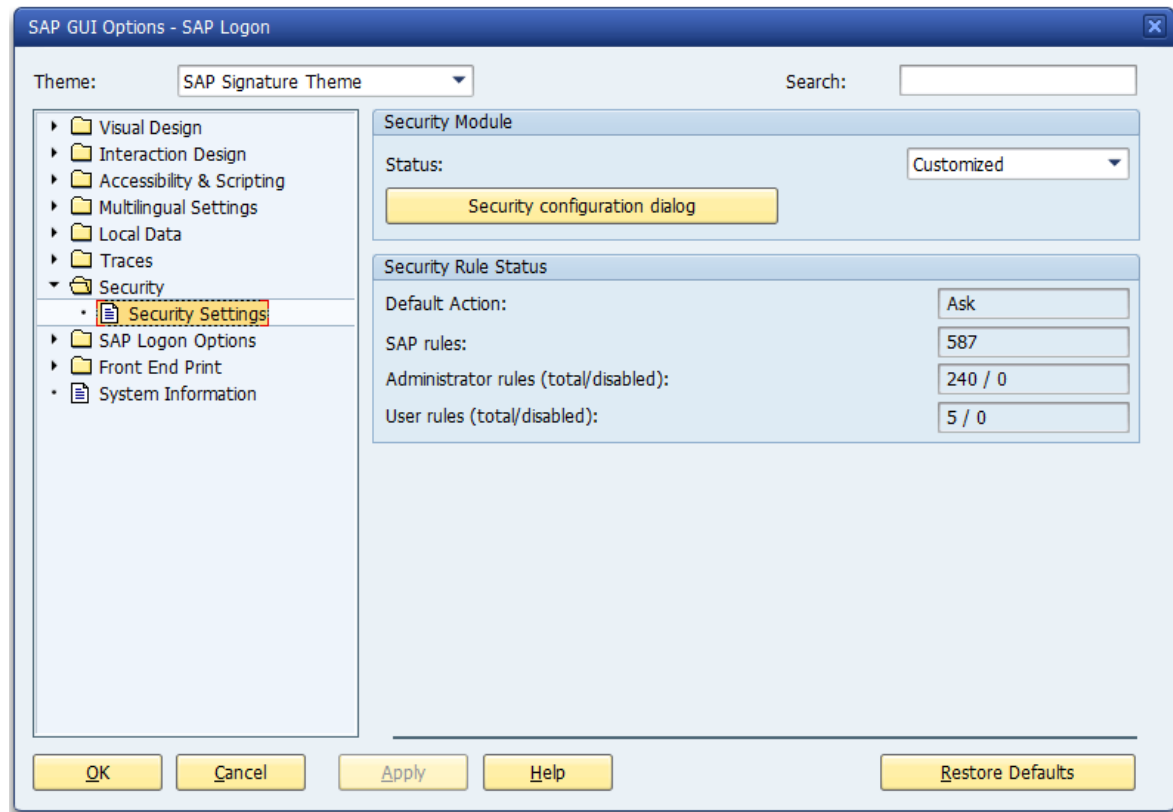 SAP GUI Options - SAP Logon
Theme: SAP Signature Theme Search:
Visual Design
Interaction Design
Accessibility & Scripting
Multilingual Settings
Local Data
Traces
Security
Security Settings
SAP Logon Options
Front End Print
System Information
Security Module
Status: Customized
Security configuration dialog
Security Rule Status
Default Action: Ask
SAP rules: 587
Administrator rules (total/disabled): 240 / 0
User rules (total/disabled): 5 / 0
OK Cancel Apply Help Restore Defaults